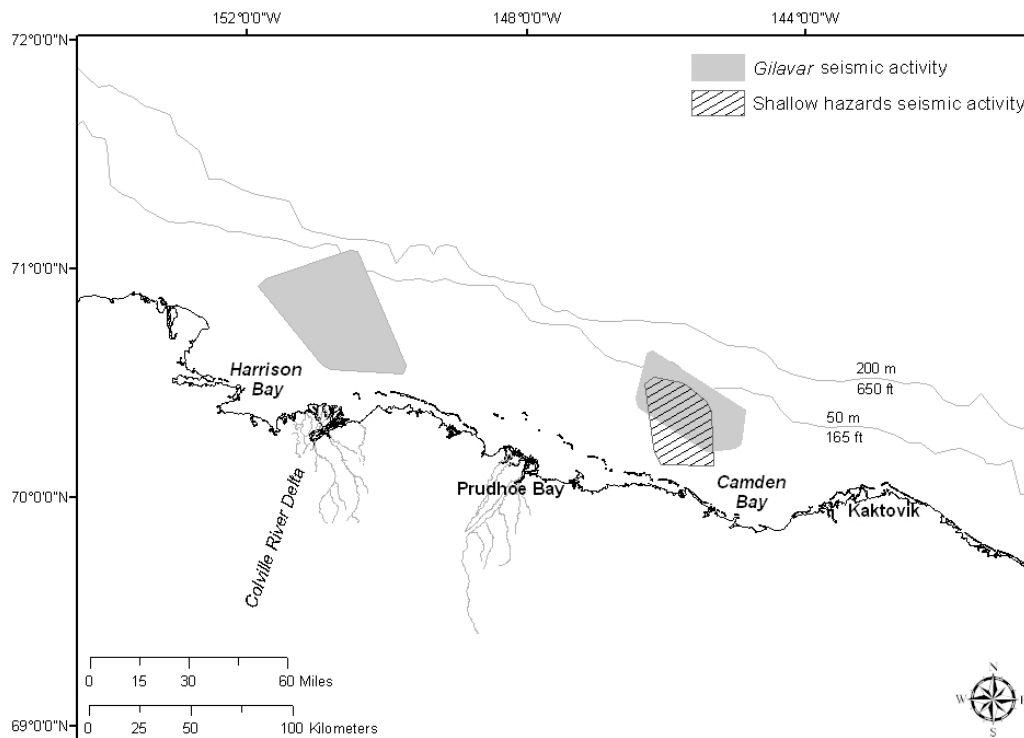 152°0'0"W
148°0'0"W
144°0'0"W
72°0'0"N
Gilavar seismic activity
Shallow hazards seismic activity
71°0'0"N
200 m
650 ft
Harrison
Bay
50 m
165 ft
70°0'0"N
Prudhoe Bay
Camden
Bay
Kaktovik
Colville River Delta
0 15 30 60 Miles
0 25 50 100 Kilometers
69°0'0"N
N
W
E
S